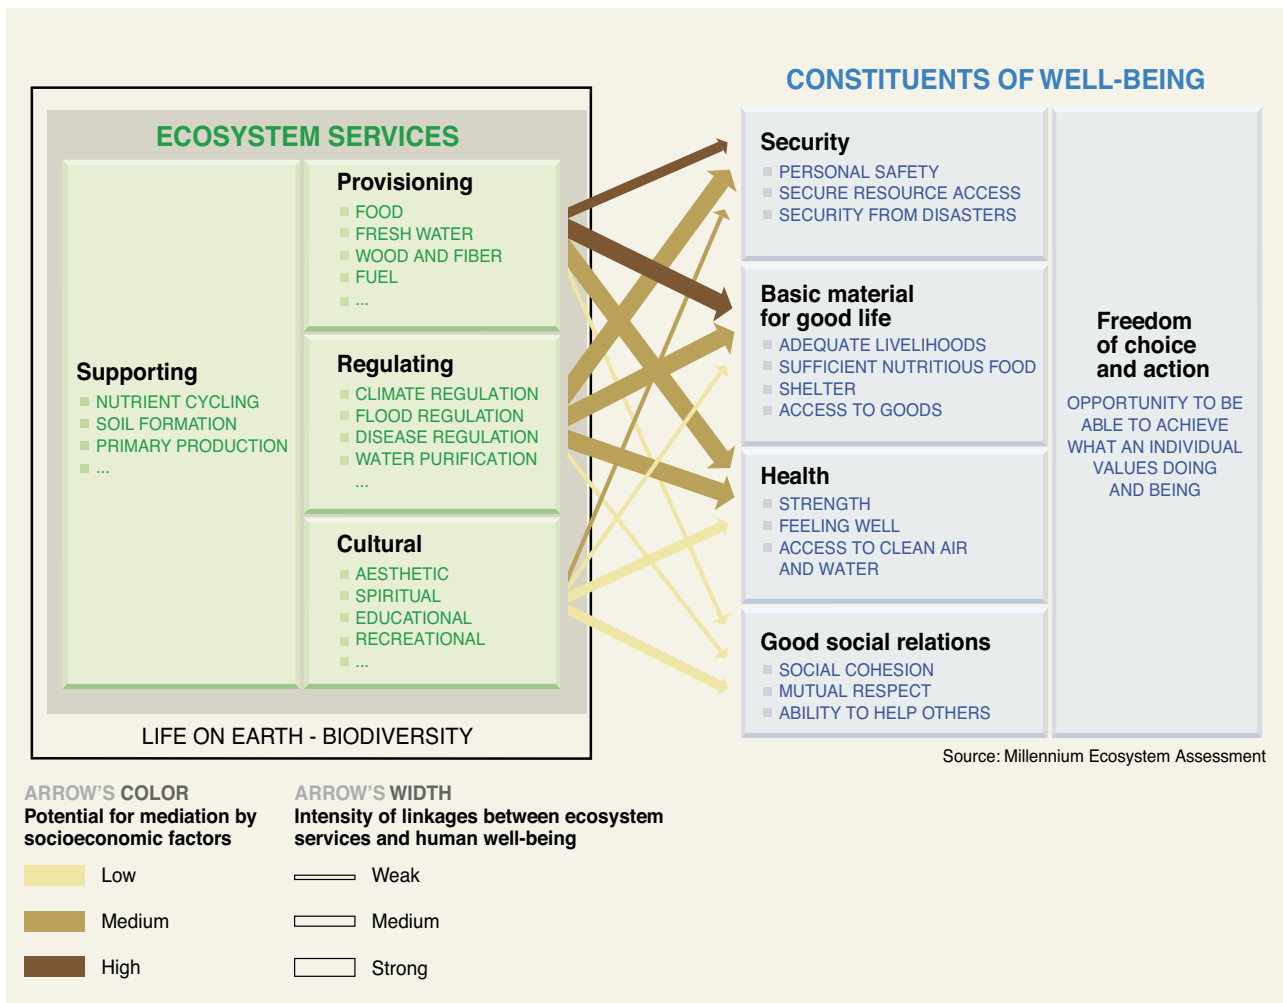 CONSTITUENTS OF WELL-BEING
ECOSYSTEM SERVICES
Supporting
NUTRIENT CYCLING
SOIL FORMATION
PRIMARY PRODUCTION
...
Provisioning
FOOD
FRESH WATER
WOOD AND FIBER
FUEL
...
Regulating
CLIMATE REGULATION
FLOOD REGULATION
DISEASE REGULATION
WATER PURIFICATION
...
Cultural
AESTHETIC
SPIRITUAL
EDUCATIONAL
RECREATIONAL
...
LIFE ON EARTH - BIODIVERSITY
Security
PERSONAL SAFETY
SECURE RESOURCE ACCESS
SECURITY FROM DISASTERS
Basic material
for good life
ADEQUATE LIVELIHOODS
SUFFICIENT NUTRITIOUS FOOD
SHELTER
ACCESS TO GOODS
Health
STRENGTH
FEELING WELL
ACCESS TO CLEAN AIR
AND WATER
Good social relations
SOCIAL COHESION
MUTUAL RESPECT
ABILITY TO HELP OTHERS
Freedom
of choice
and action
OPPORTUNITY TO BE
ABLE TO ACHIEVE
WHAT AN INDIVIDUAL
VALUES DOING
AND BEING
Source: Millennium Ecosystem Assessment
ARROW'S COLOR
Potential for mediation by
socioeconomic factors
Low
Medium
High
ARROW'S WIDTH
Intensity of linkages between ecosystem
services and human well-being
Weak
Medium
Strong